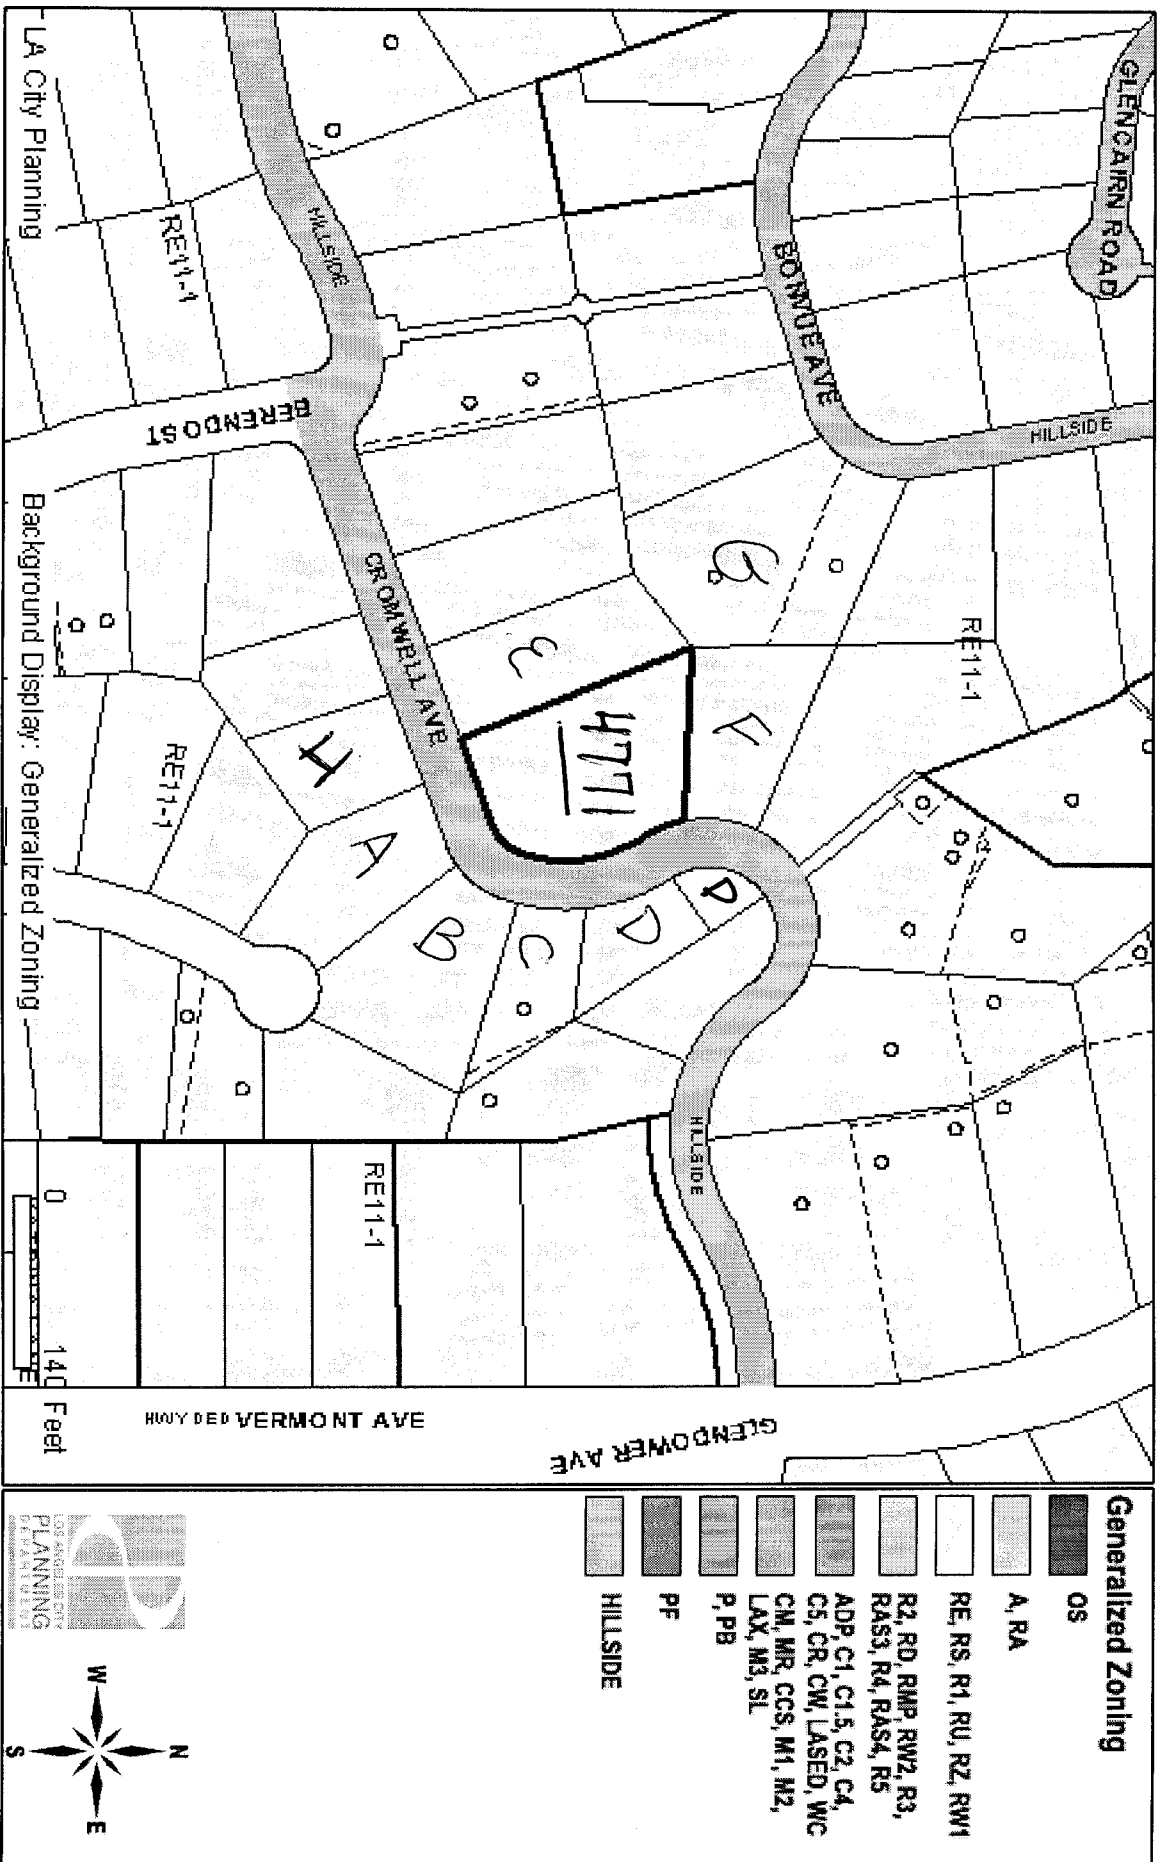 GLENCAIRN ROAD
HILLSIDE
BONVUE AVE
RE11-1
G
F
E
4771
HILLSIDE
CROMWELL AVE
BERENDO ST
RE11-1
H
A
B
C
D
D
HILLSIDE
RE11-1
RE11-1
GLENDOWER AVE
HWY DED VERMONT AVE
LA City Planning
Background Display: Generalized Zoning
0 140 Feet
Generalized Zoning
OS
A, RA
RE, RS, R1, RU, RZ, RW1
R2, RD, RMP, RW2, R3,
RAS3, R4, RAS4, R5
ADP, C1, C1.5, C2, C4,
C5, CR, CW, LASED, WC
CM, MR, CCS, M1, M2,
LAX, M3, SL
P, PB
PF
HILLSIDE
LOS ANGELES CITY
PLANNING
DEPARTMENT
N
W
E
S